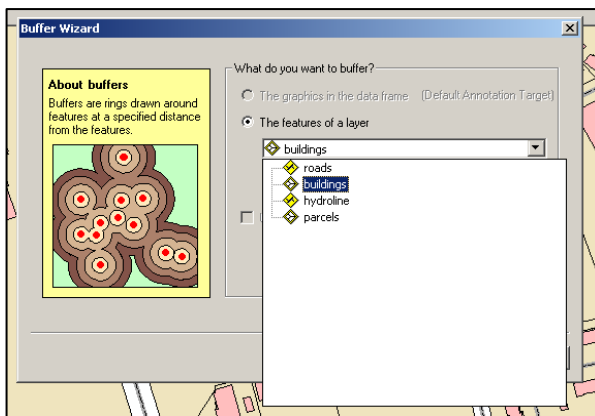 Buffer Wizard
About buffers
Buffers are rings drawn around
features at a specified distance
from the features.
What do you want to buffer?
The graphics in the data frame (Default Annotation Target)
The features of a layer
buildings
roads
buildings
hydroline
parcels